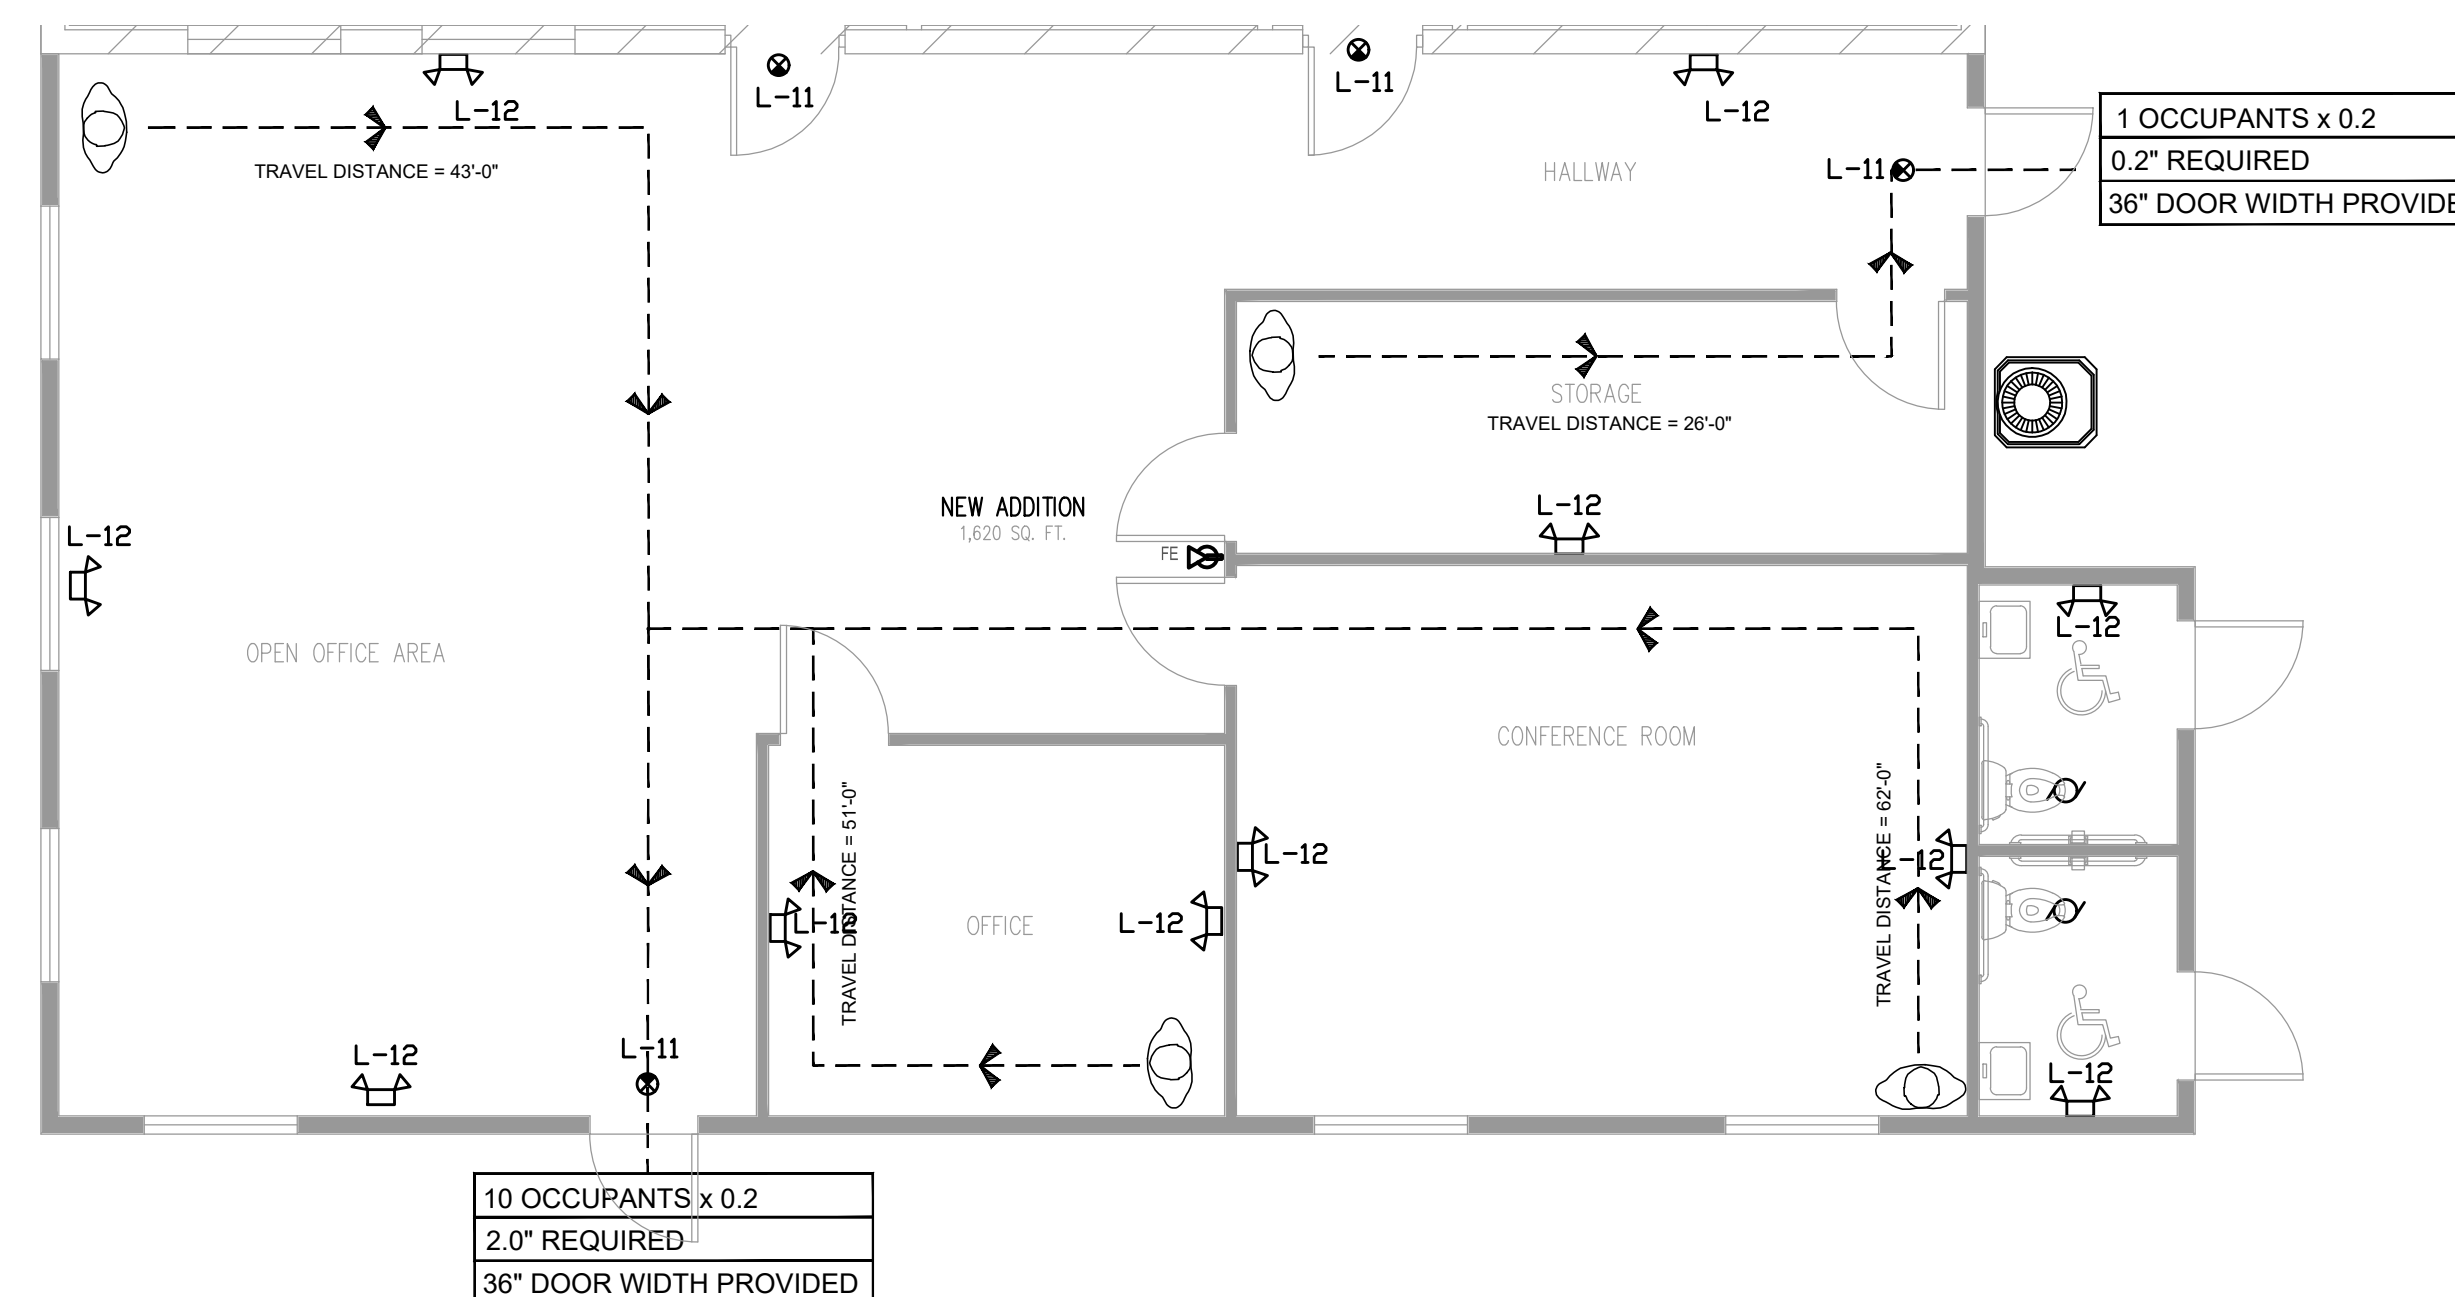 L-12
L-11
L-11
L-12
1 OCCUPANTS x 0.2
0.2" REQUIRED
36" DOOR WIDTH PROVIDE
TRAVEL DISTANCE = 43'-0"
HALLWAY
L-11
STORAGE
TRAVEL DISTANCE = 26'-0"
NEW ADDITION
1,620 SQ. FT.
L-12
L-12
FE
OPEN OFFICE AREA
L-12
CONFERENCE ROOM
TRAVEL DISTANCE = 51'-0"
TRAVEL DISTANCE = 62'-0"
L-12
L-12
L-12
OFFICE
L-12
L-12
L-11
L-12
10 OCCUPANTS x 0.2
2.0" REQUIRED
36" DOOR WIDTH PROVIDED